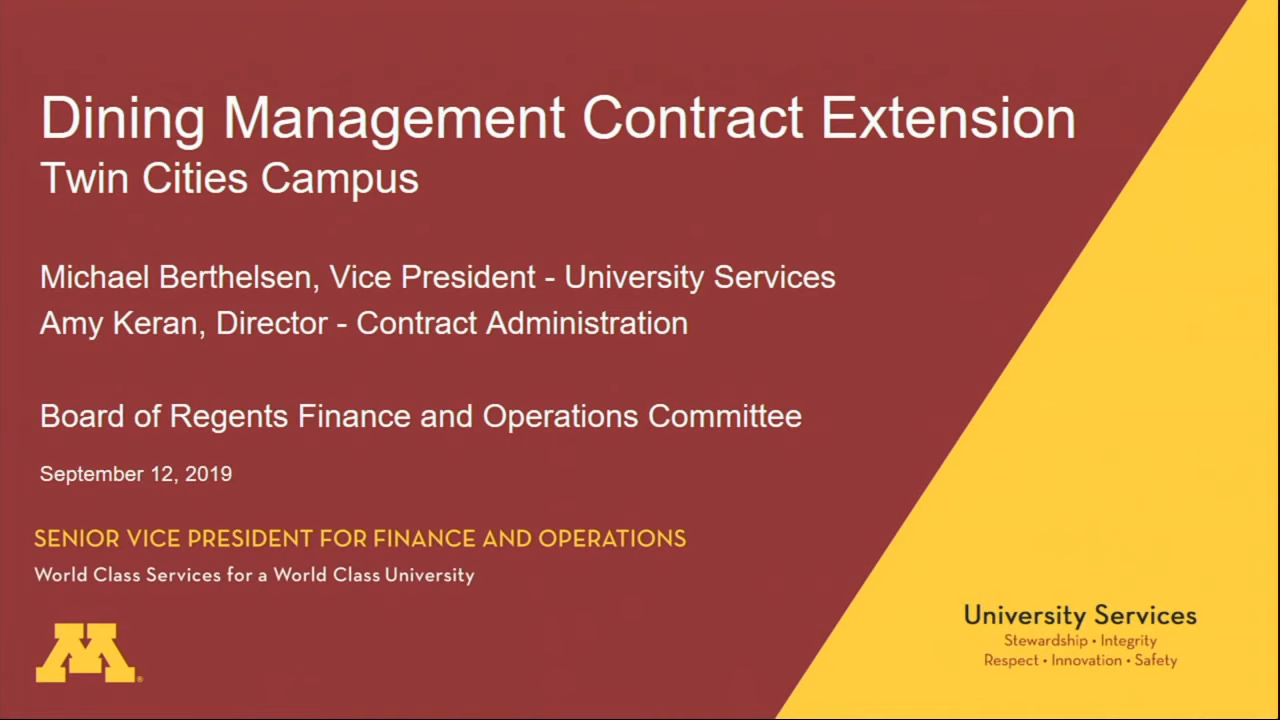 Dining Management Contract Extension
Twin Cities Campus
Michael Berthelsen, Vice President - University Services
Amy Keran, Director - Contract Administration
Board of Regents Finance and Operations Committee
September 12, 2019
SENIOR VICE PRESIDENT FOR FINANCE AND OPERATIONS
World Class Services for a World Class University
M®
University Services
Stewardship • Integrity
Respect • Innovation • Safety